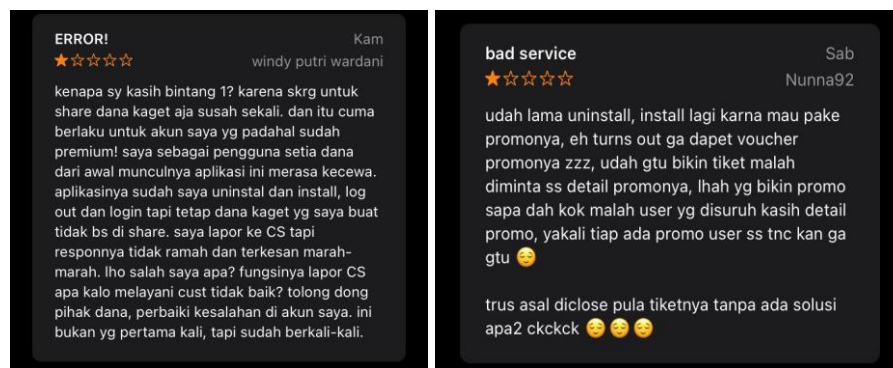 ERROR!
Kam
★☆☆☆☆
windy putri wardani
kenapa sy kasih bintang 1? karena skrg untuk
share dana kaget aja susah sekali. dan itu cuma
berlaku untuk akun saya yg padahal sudah
premium! saya sebagai pengguna setia dana
dari awal munculnya aplikasi ini merasa kecewa.
aplikasinya sudah saya uninstal dan install, log
out dan login tapi tetap dana kaget yg saya buat
tidak bs di share. saya lapor ke CS tapi
responnya tidak ramah dan terkesan marah-
marah. lho salah saya apa? fungsinya lapor CS
apa kalo melayani cust tidak baik? tolong dong
pihak dana, perbaiki kesalahan di akun saya. ini
bukan yg pertama kali, tapi sudah berkali-kali.
bad service
Sab
★☆☆☆☆
Nunna92
udah lama uninstall, install lagi karna mau pake
promonya, eh turns out ga dapet voucher
promonya zzz, udah gtu bikin tiket malah
diminta ss detail promonya, lhah yg bikin promo
sapa dah kok malah user yg disuruh kasih detail
promo, yakali tiap ada promo user ss tnc kan ga
gtu 😌
trus asal diclose pula tiketnya tanpa ada solusi
apa2 ckckck 😌😌😌